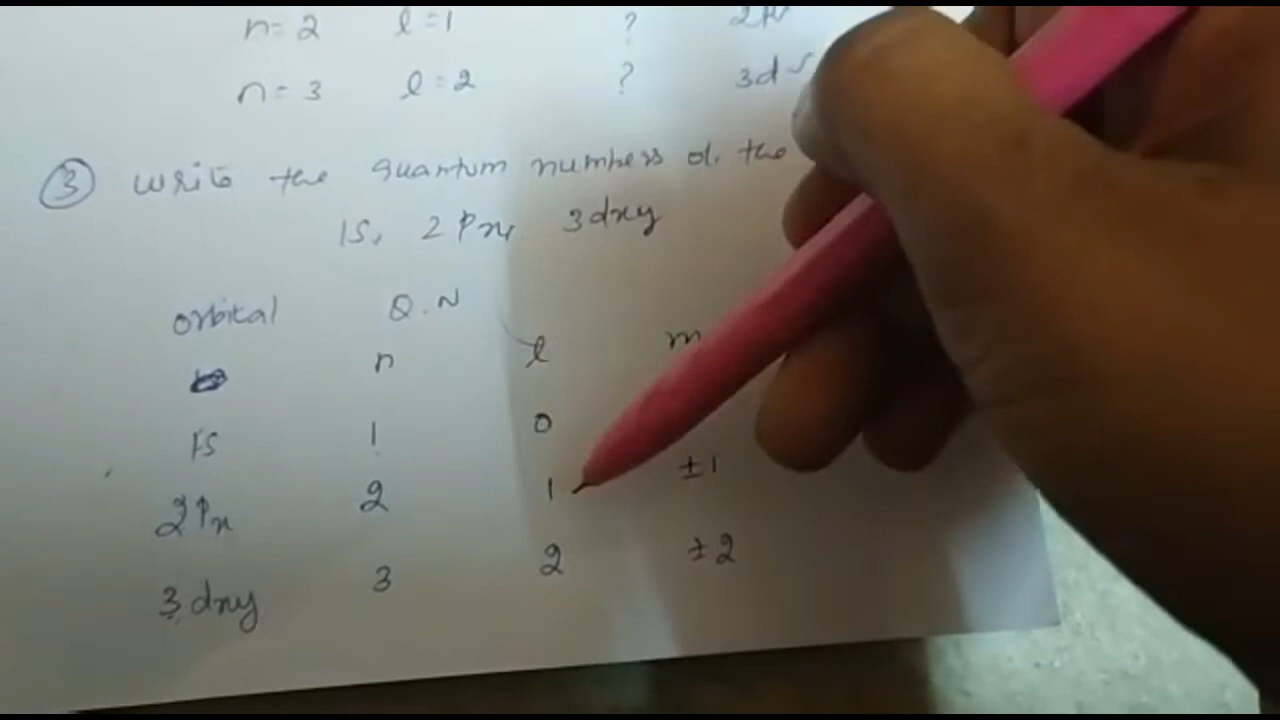 n = 2 l = 1 ?
n = 3 l = 2 ? 3d
③ write the quantum numbers of the
1s, 2Px, 3dxy
orbital Q.N
n l m
1s 1 0
2Px 2 1 ±1
3dxy 3 2 ±2